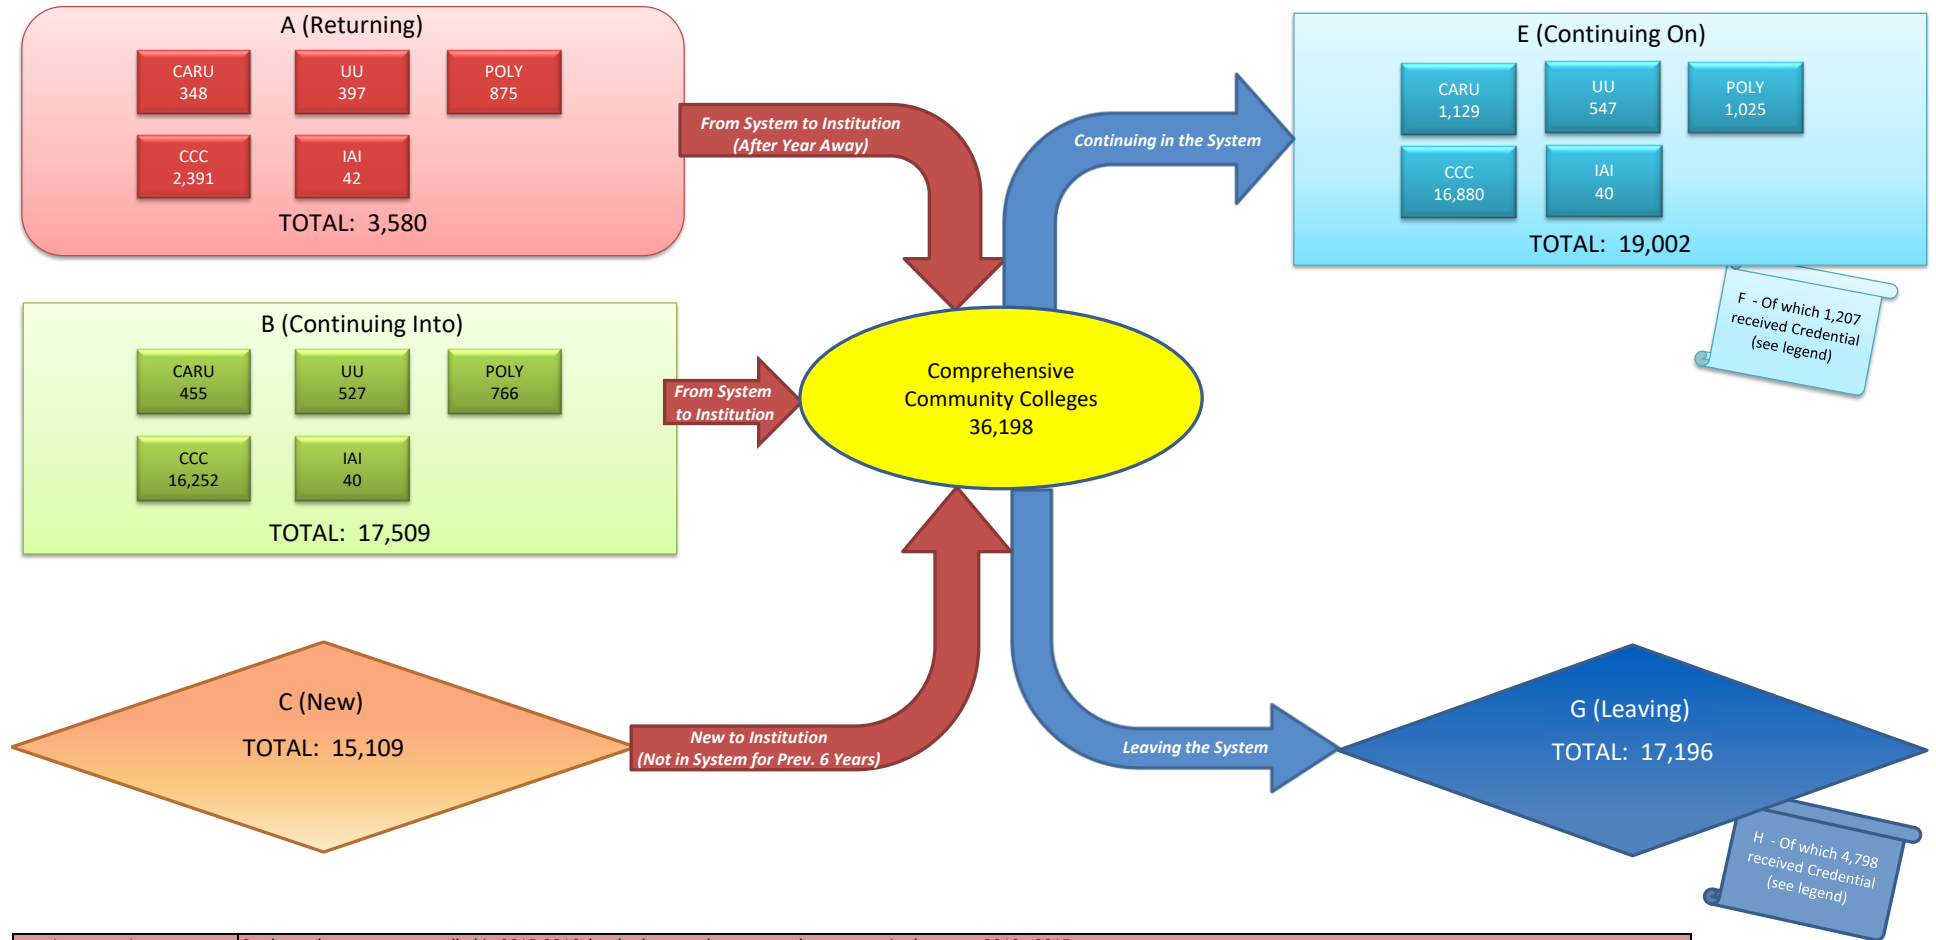 A (Returning)
CARU
348
UU
397
POLY
875
CCC
2,391
IAI
42
TOTAL: 3,580
From System to Institution
(After Year Away)
Continuing in the System
E (Continuing On)
CARU
1,129
UU
547
POLY
1,025
CCC
16,880
IAI
40
TOTAL: 19,002
F - Of which 1,207
received Credential
(see legend)
B (Continuing Into)
CARU
455
UU
527
POLY
766
CCC
16,252
IAI
40
TOTAL: 17,509
From System
to Institution
Comprehensive
Community Colleges
36,198
C (New)
TOTAL: 15,109
New to Institution
(Not in System for Prev. 6 Years)
Leaving the System
G (Leaving)
TOTAL: 17,196
H - Of which 4,798
received Credential
(see legend)